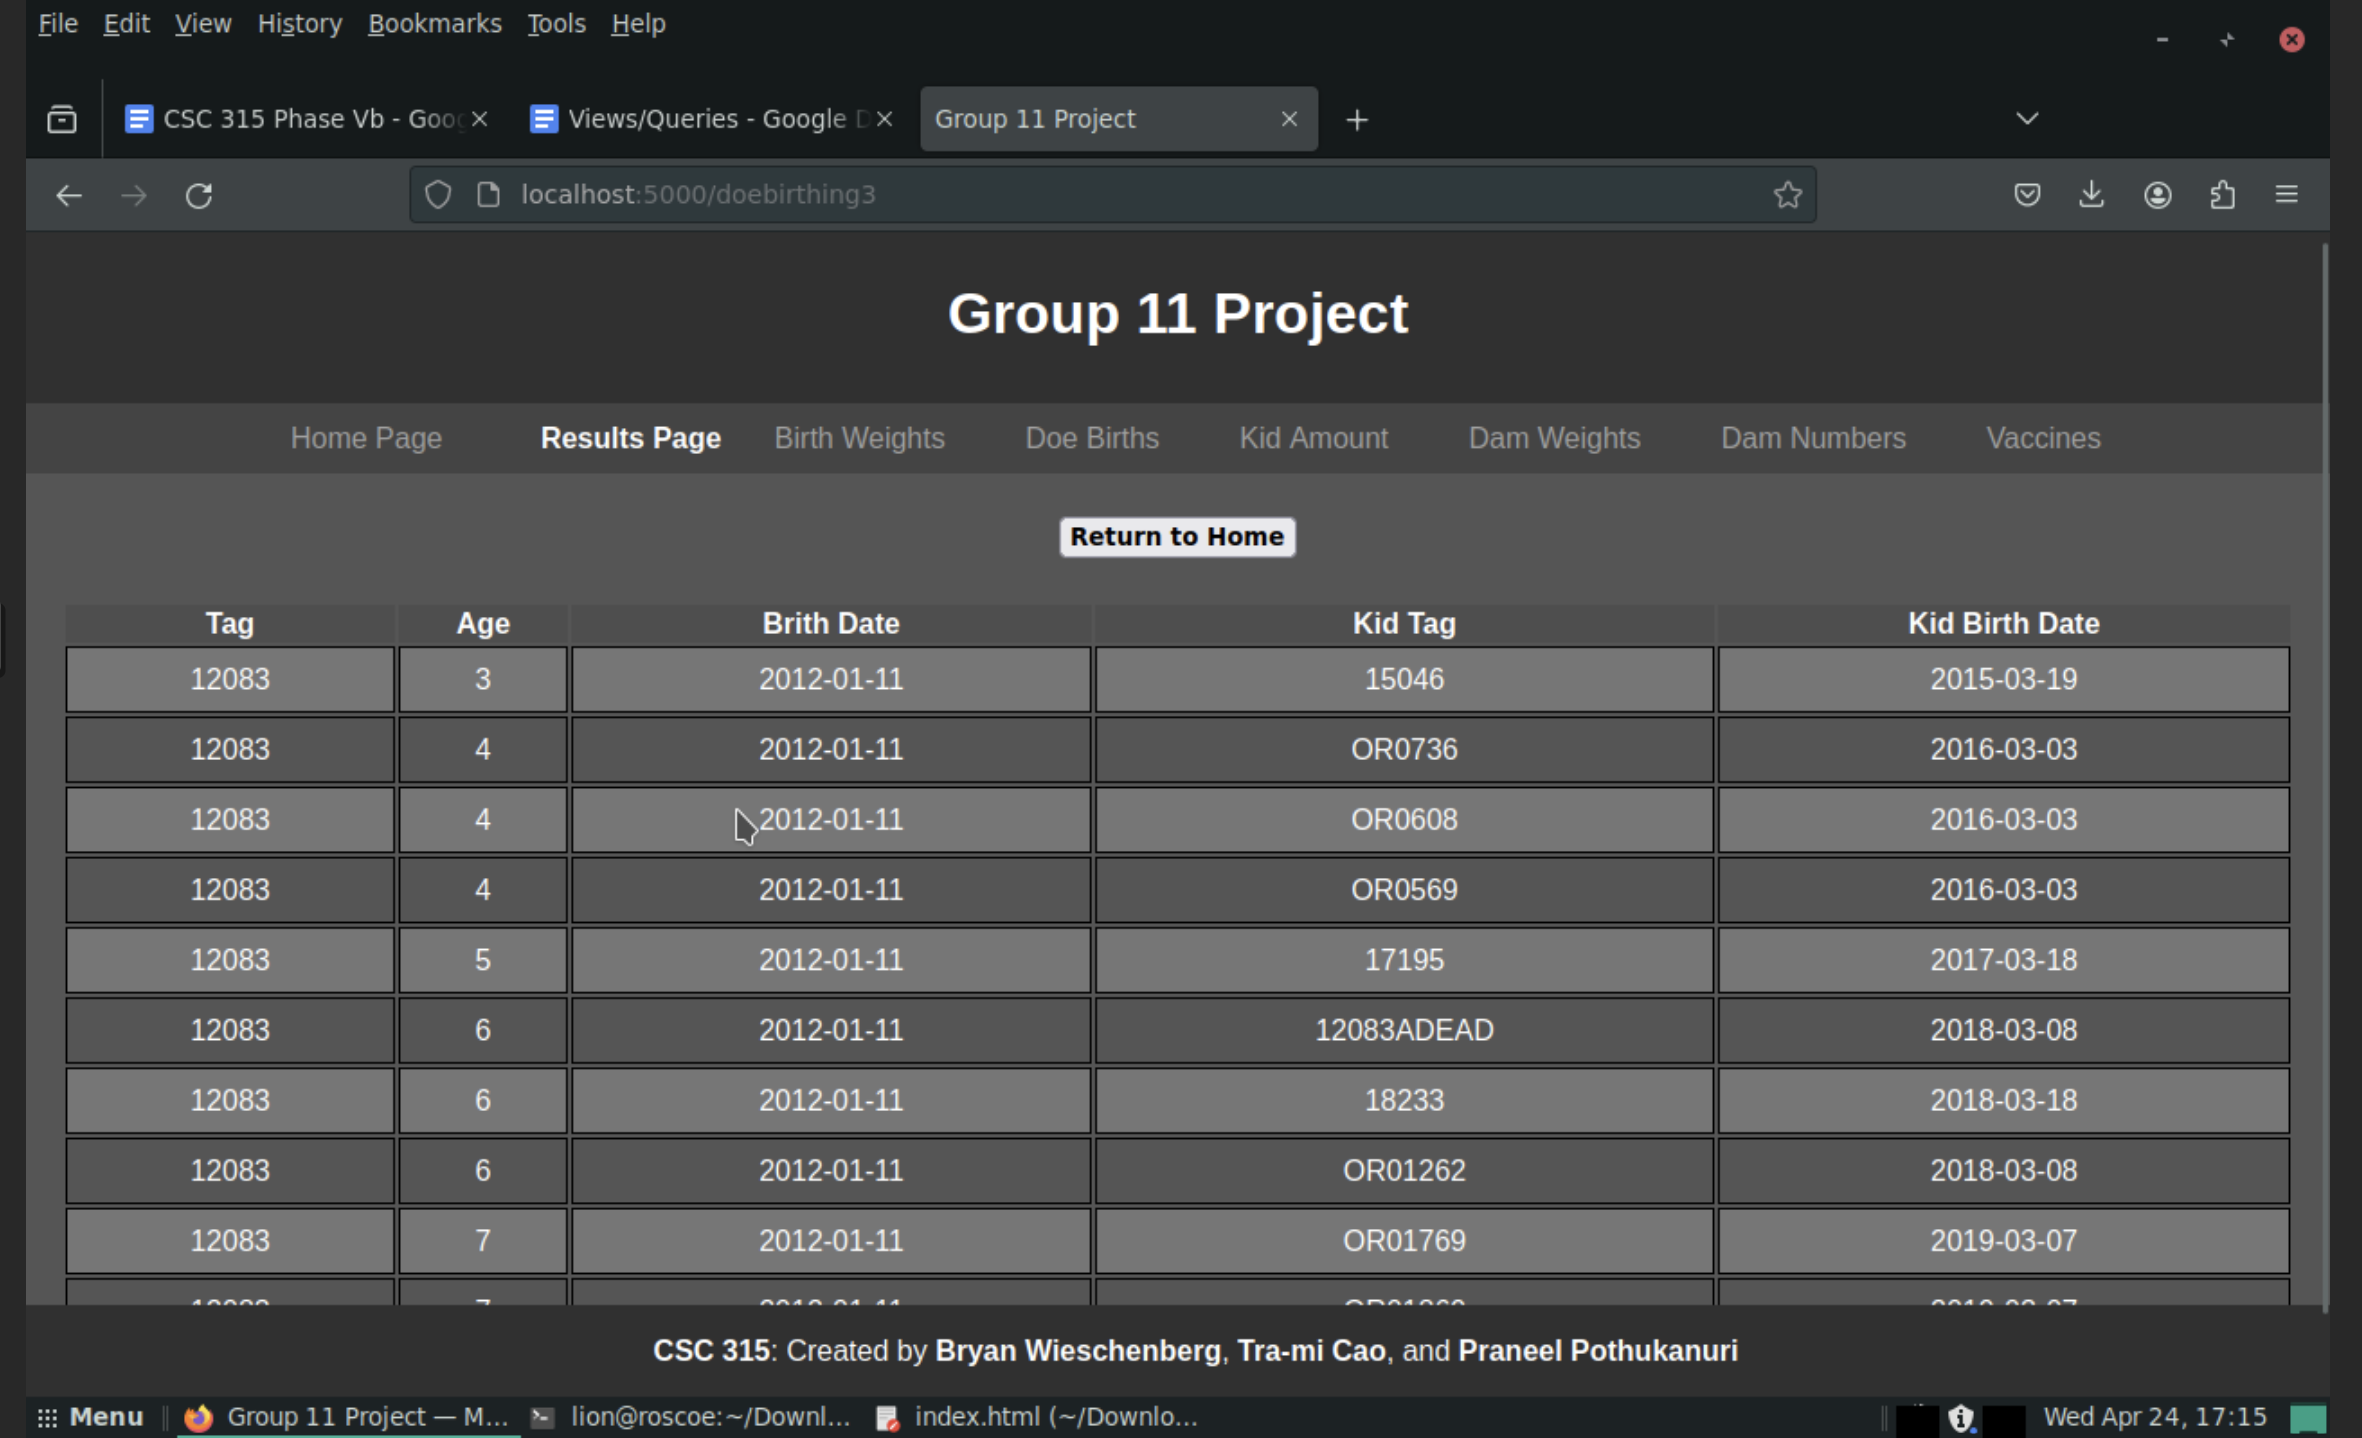 File Edit View History Bookmarks Tools Help
CSC 315 Phase Vb - Goog Views/Queries - Google D Group 11 Project
localhost:5000/doebirthing3
Group 11 Project
Home Page Results Page Birth Weights Doe Births Kid Amount Dam Weights Dam Numbers Vaccines
Return to Home
Tag Age Brith Date Kid Tag Kid Birth Date
12083 3 2012-01-11 15046 2015-03-19
12083 4 2012-01-11 OR0736 2016-03-03
12083 4 2012-01-11 OR0608 2016-03-03
12083 4 2012-01-11 OR0569 2016-03-03
12083 5 2012-01-11 17195 2017-03-18
12083 6 2012-01-11 12083ADEAD 2018-03-08
12083 6 2012-01-11 18233 2018-03-18
12083 6 2012-01-11 OR01262 2018-03-08
12083 7 2012-01-11 OR01769 2019-03-07
CSC 315: Created by Bryan Wieschenberg, Tra-mi Cao, and Praneel Pothukanuri
Menu Group 11 Project — M... lion@roscoe:~/Downl... index.html (~/Downlo... Wed Apr 24, 17:15